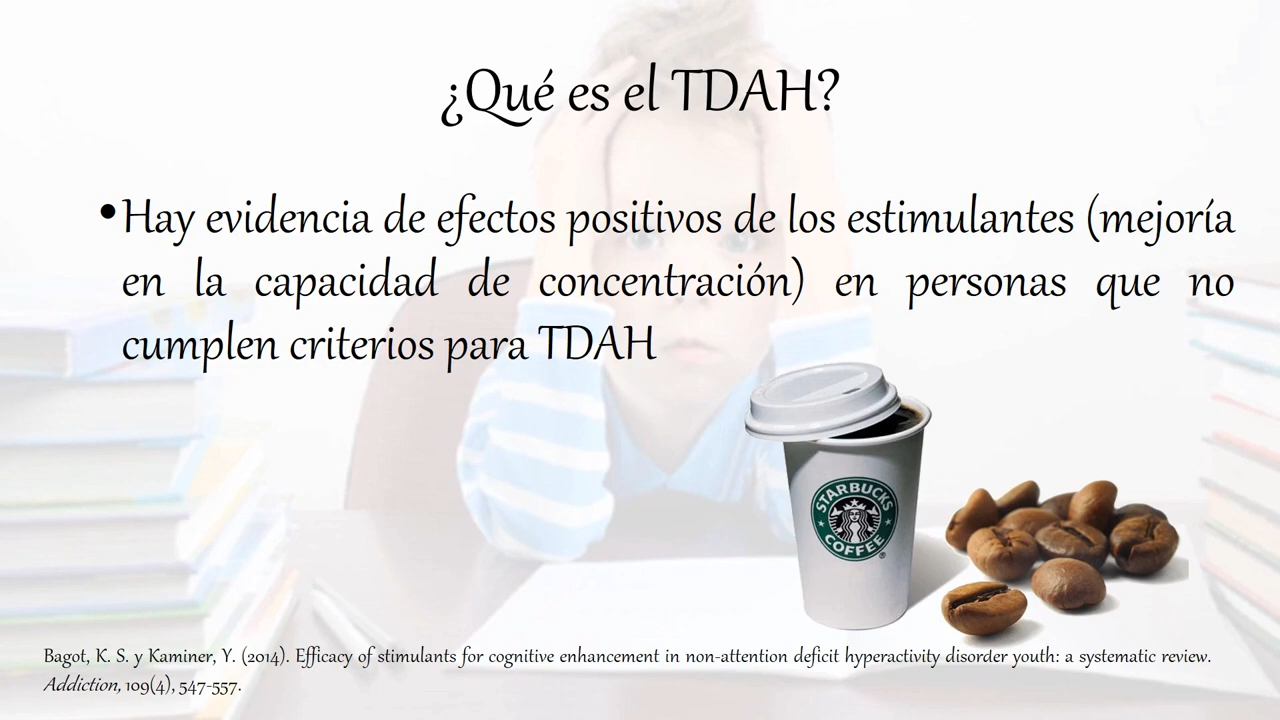 ¿Qué es el TDAH?
•Hay evidencia de efectos positivos de los estimulantes (mejoría
en la capacidad de concentración) en personas que no
cumplen criterios para TDAH
STARBUCKS
COFFEE
®
Bagot, K. S. y Kaminer, Y. (2014). Efficacy of stimulants for cognitive enhancement in non-attention deficit hyperactivity disorder youth: a systematic review.
Addiction, 109(4), 547-557.